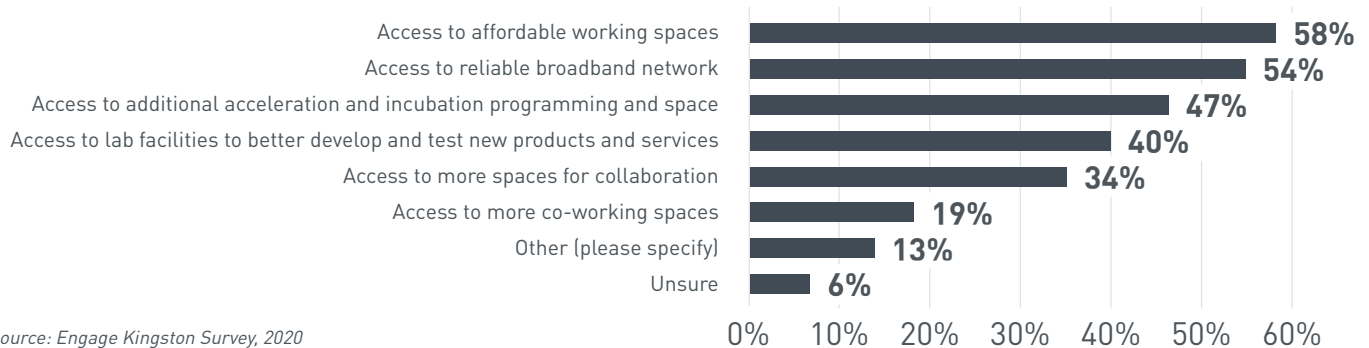 Access to affordable working spaces 58%
Access to reliable broadband network 54%
Access to additional acceleration and incubation programming and space 47%
Access to lab facilities to better develop and test new products and services 40%
Access to more spaces for collaboration 34%
Access to more co-working spaces 19%
Other (please specify) 13%
Unsure 6%
0% 10% 20% 30% 40% 50% 60%
ource: Engage Kingston Survey, 2020